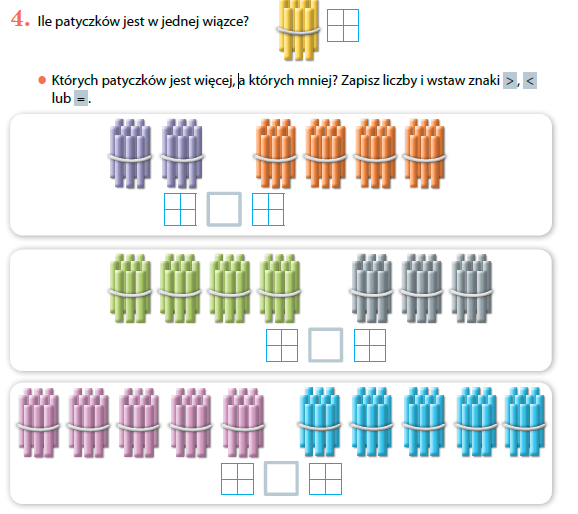 4. Ile patyczków jest w jednej wiązce?
• Których patyczków jest więcej, a których mniej? Zapisz liczby i wstaw znaki >, <
lub =.